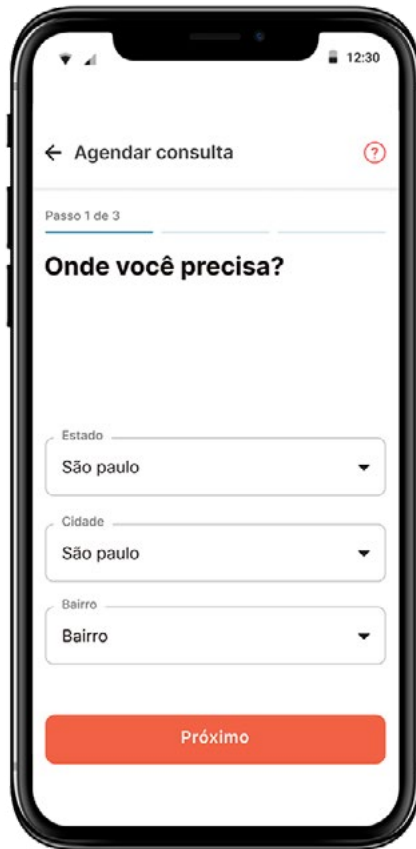 12:30
Agendar consulta
?
Passo 1 de 3
Onde você precisa?
Estado
São paulo
Cidade
São paulo
Bairro
Bairro
Próximo